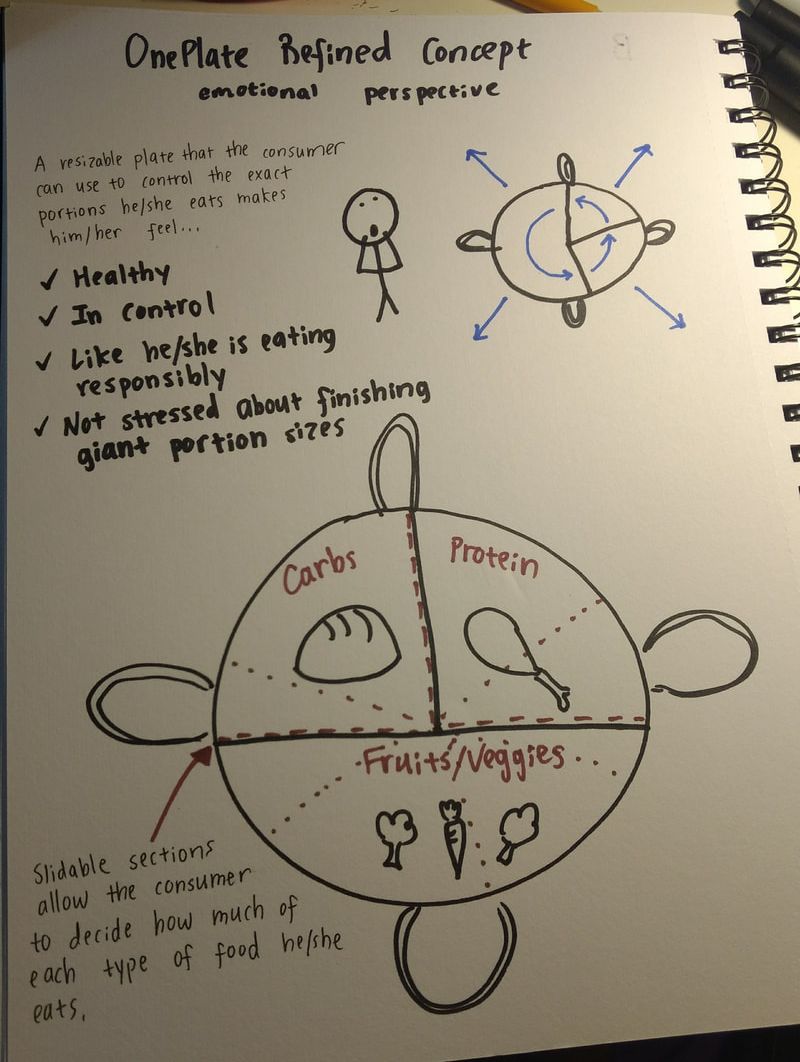 OnePlate Refined Concept
emotional perspective
A resizable plate that the consumer
can use to control the exact
portions he/she eats makes
him/her feel...
✓ Healthy
✓ In control
✓ Like he/she is eating
responsibly
✓ Not stressed about finishing
giant portion sizes
Carbs
Protein
Fruits/Veggies
Slidable sections
allow the consumer
to decide how much of
each type of food he/she
eats.